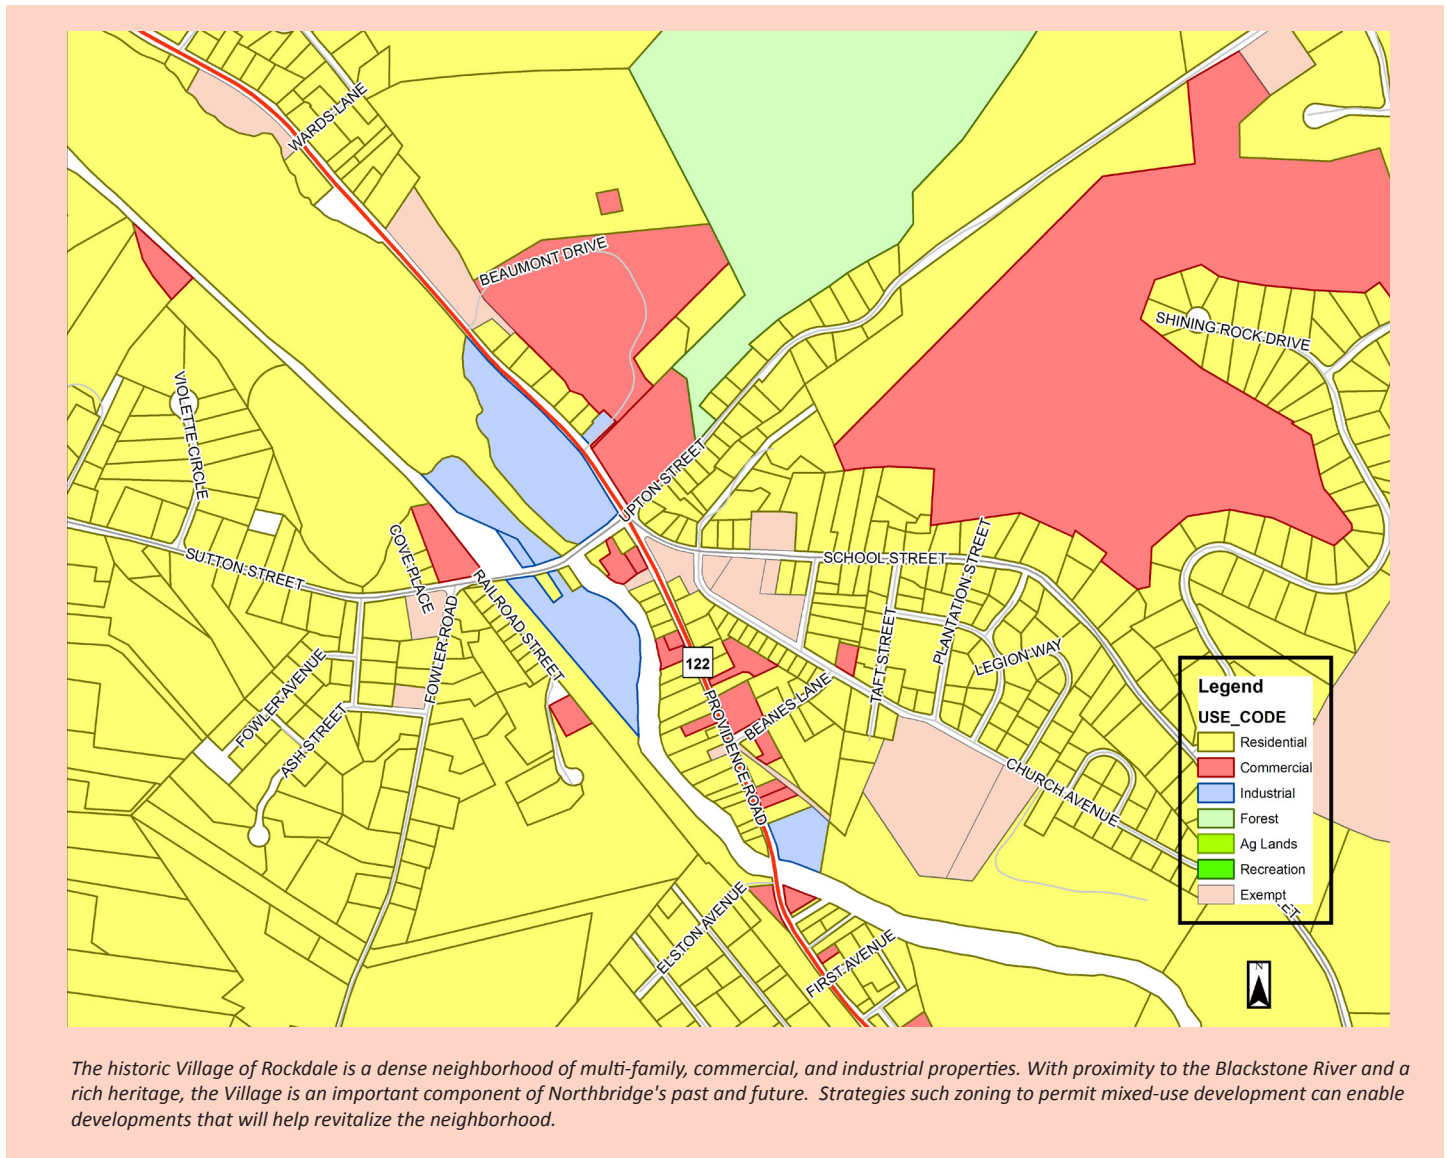 WARDS LANE
BEAUMONT DRIVE
SHINING ROCK DRIVE
VIOLETTE CIRCLE
UPTON STREET
SUTTON STREET
COVE PLACE
SCHOOL STREET
PLANTATION STREET
RAILROAD STREET
FOWLER ROAD
TAFT STREET
LEGION WAY
FOWLER AVENUE
122
ASH STREET
PROVIDENCE ROAD
BEANES LANE
CHURCH AVENUE
ELSTON AVENUE
FIRST AVENUE
Legend
USE_CODE
Residential
Commercial
Industrial
Forest
Ag Lands
Recreation
Exempt
N
The historic Village of Rockdale is a dense neighborhood of multi-family, commercial, and industrial properties. With proximity to the Blackstone River and a
rich heritage, the Village is an important component of Northbridge's past and future.  Strategies such zoning to permit mixed-use development can enable
developments that will help revitalize the neighborhood.